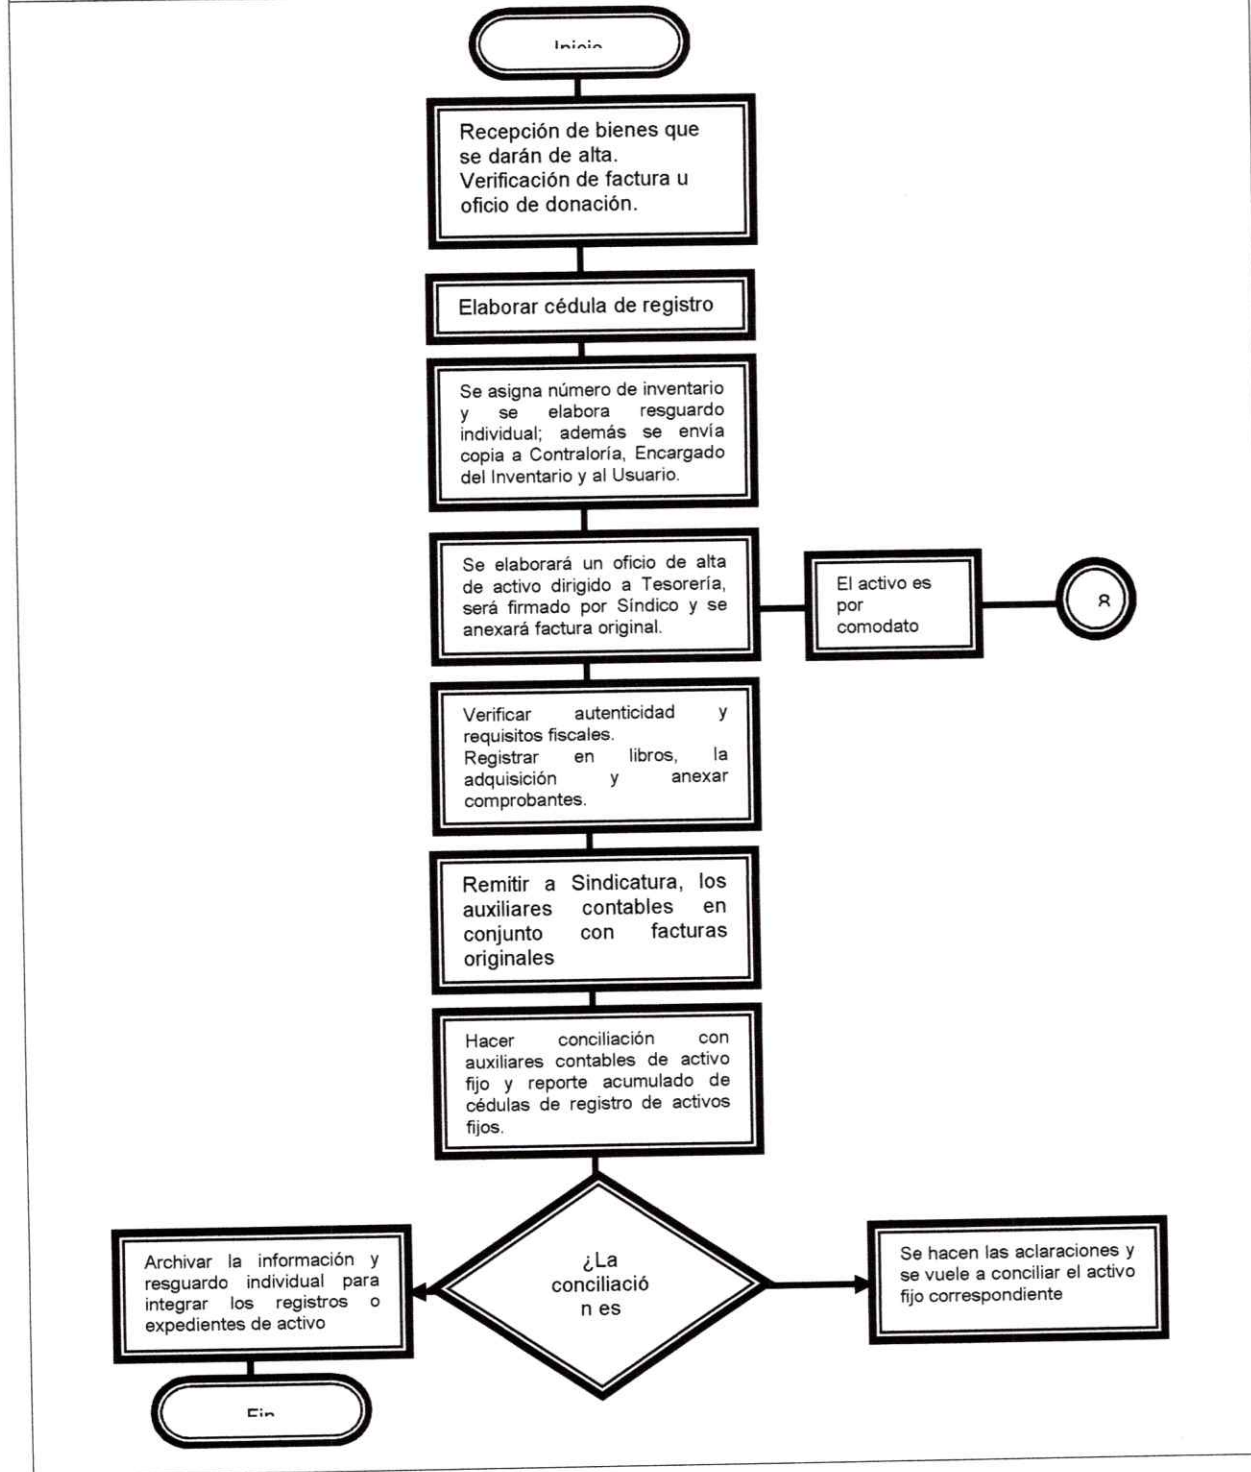 Inicio
Recepción de bienes que
se darán de alta.
Verificación de factura u
oficio de donación.
Elaborar cédula de registro
Se asigna número de inventario
y se elabora resguardo
individual; además se envía
copia a Contraloría, Encargado
del Inventario y al Usuario.
Se elaborará un oficio de alta
de activo dirigido a Tesorería,
será firmado por Síndico y se
anexará factura original.
El activo es
por
comodato
8
Verificar autenticidad y
requisitos fiscales.
Registrar en libros, la
adquisición y anexar
comprobantes.
Remitir a Sindicatura, los
auxiliares contables en
conjunto con facturas
originales
Hacer conciliación con
auxiliares contables de activo
fijo y reporte acumulado de
cédulas de registro de activos
fijos.
¿La
conciliació
n es
Archivar la información y
resguardo individual para
integrar los registros o
expedientes de activo
Se hacen las aclaraciones y
se vuele a conciliar el activo
fijo correspondiente
Fin